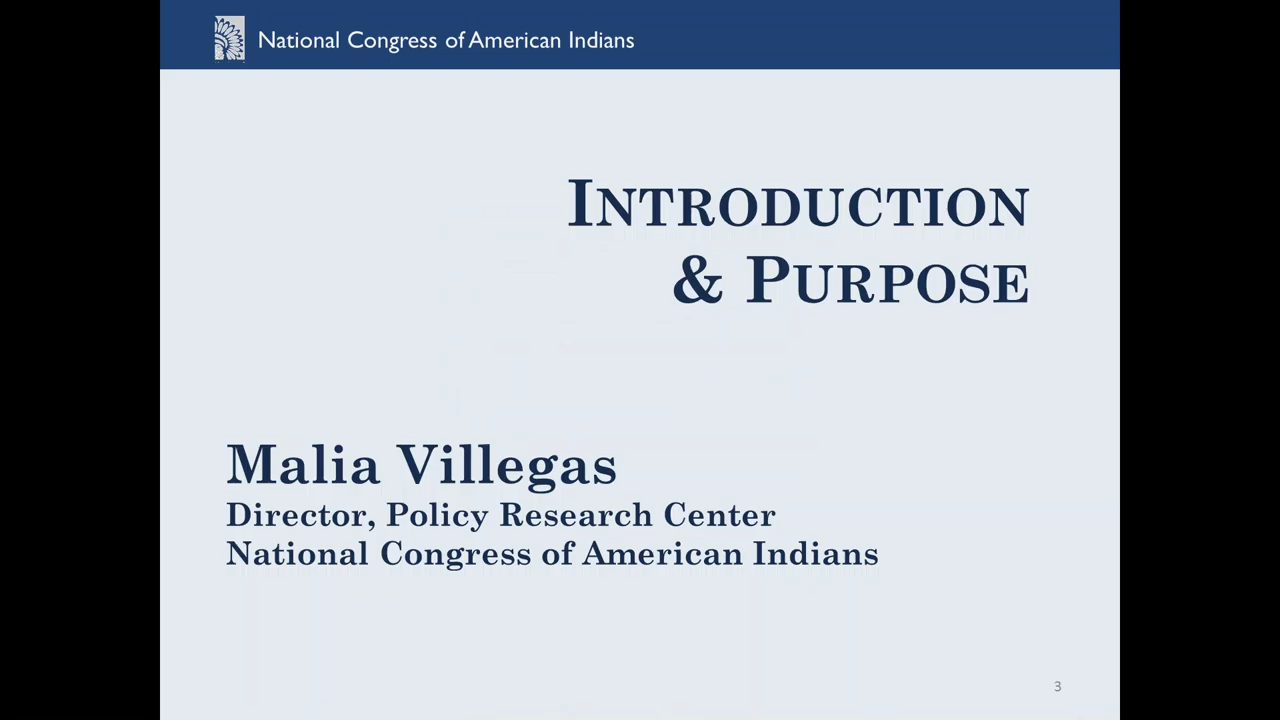 National Congress of American Indians
INTRODUCTION
& PURPOSE
Malia Villegas
Director, Policy Research Center
National Congress of American Indians
3